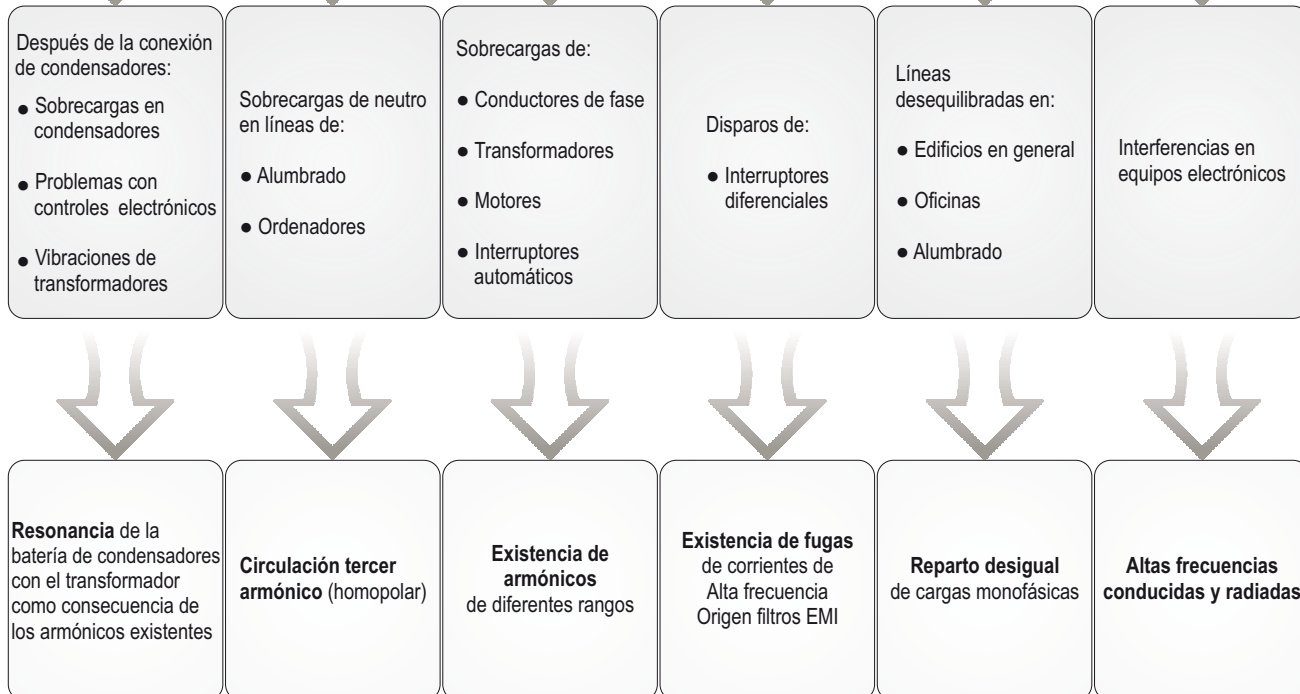 Después de la conexión
de condensadores:
● Sobrecargas en
condensadores
● Problemas con
controles electrónicos
● Vibraciones de
transformadores
Sobrecargas de neutro
en líneas de:
● Alumbrado
● Ordenadores
Sobrecargas de:
● Conductores de fase
● Transformadores
● Motores
● Interruptores
automáticos
Disparos de:
● Interruptores
diferenciales
Líneas
desequilibradas en:
● Edificios en general
● Oficinas
● Alumbrado
Interferencias en
equipos electrónicos
Resonancia de la
batería de condensadores
con el transformador
como consecuencia de
los armónicos existentes
Circulación tercer
armónico (homopolar)
Existencia de
armónicos
de diferentes rangos
Existencia de fugas
de corrientes de
Alta frecuencia
Origen filtros EMI
Reparto desigual
de cargas monofásicas
Altas frecuencias
conducidas y radiadas